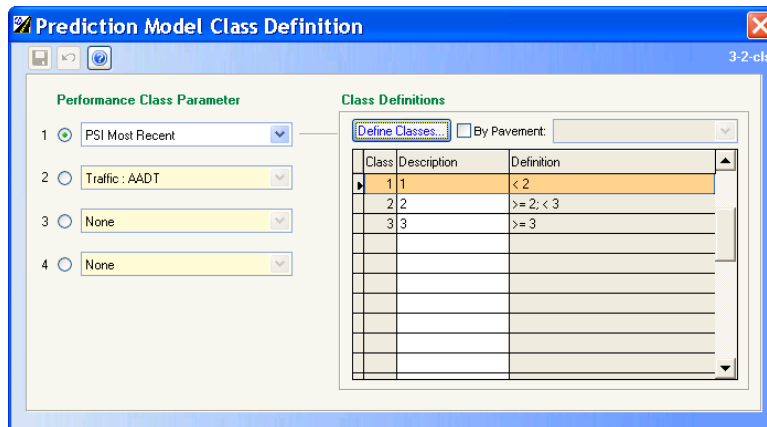 Prediction Model Class Definition
3-2-cls
Performance Class Parameter
Class Definitions
1 PSI Most Recent
Define Classes... By Pavement:
Class Description Definition
1 1 < 2
2 Traffic : AADT
2 2 >= 2; < 3
3 3 >= 3
3 None
4 None